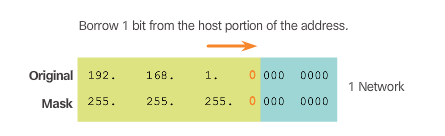 Borrow 1 bit from the host portion of the address.
Original 192. 168. 1. 0 000 0000
1 Network
Mask 255. 255. 255. 0 000 0000